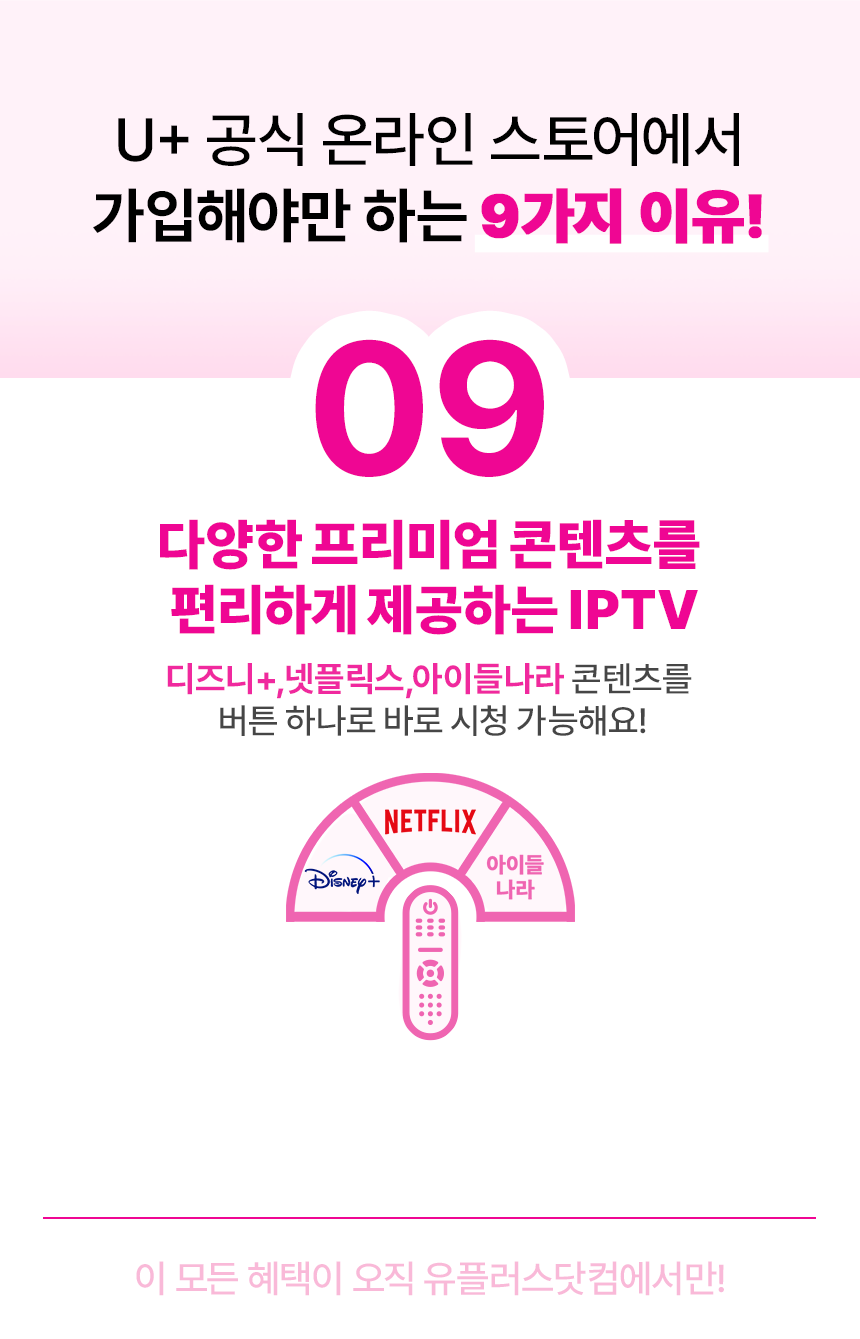 U+ 공식 온라인 스토어에서
가입해야만 하는 9가지 이유!
09
다양한 프리미엄 콘텐츠를
편리하게 제공하는 IPTV
디즈니+,넷플릭스,아이들나라 콘텐츠를
버튼 하나로 바로 시청 가능해요!
NETFLIX
Disney+
아이들
나라
이 모든 혜택이 오직 유플러스닷컴에서만!